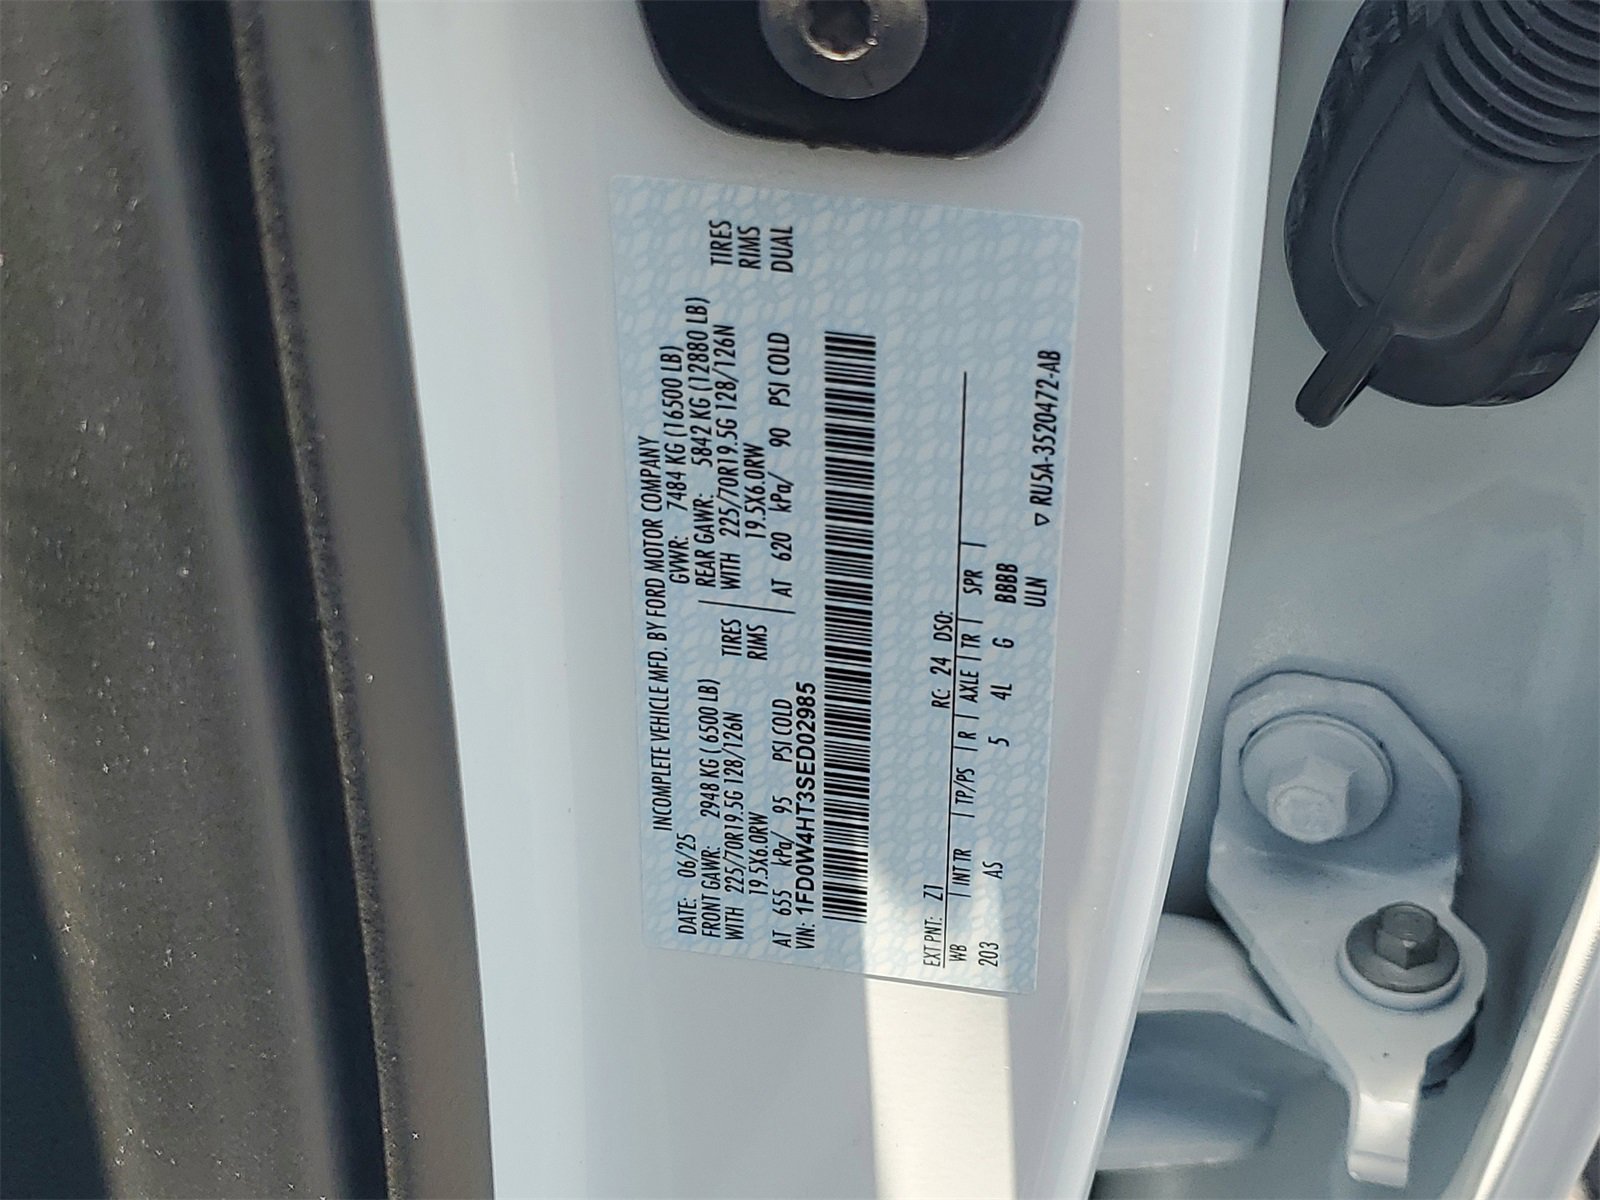 INCOMPLETE VEHICLE MFD. BY FORD MOTOR COMPANY
DATE: 06/25 GVWR: 7484 KG (16500 LB)
FRONT GAWR: 2948 KG (6500 LB) REAR GAWR: 5842 KG (12880 LB)
WITH 225/70R19.5G 128/126N TIRES WITH 225/70R19.5G 128/126N TIRES
19.5X6.0RW RIMS 19.5X6.0RW RIMS
AT 655 kPa/ 95 PSI COLD AT 620 kPa/ 90 PSI COLD DUAL
VIN: 1FD0W4HT3SED02985
EXT PNT: Z1 RC: 24 DSO:
WB INT TR TP/PS R AXLE TR SPR
203 AS 5 4L G BBBB
ULN
▽ RU5A-3520472-AB